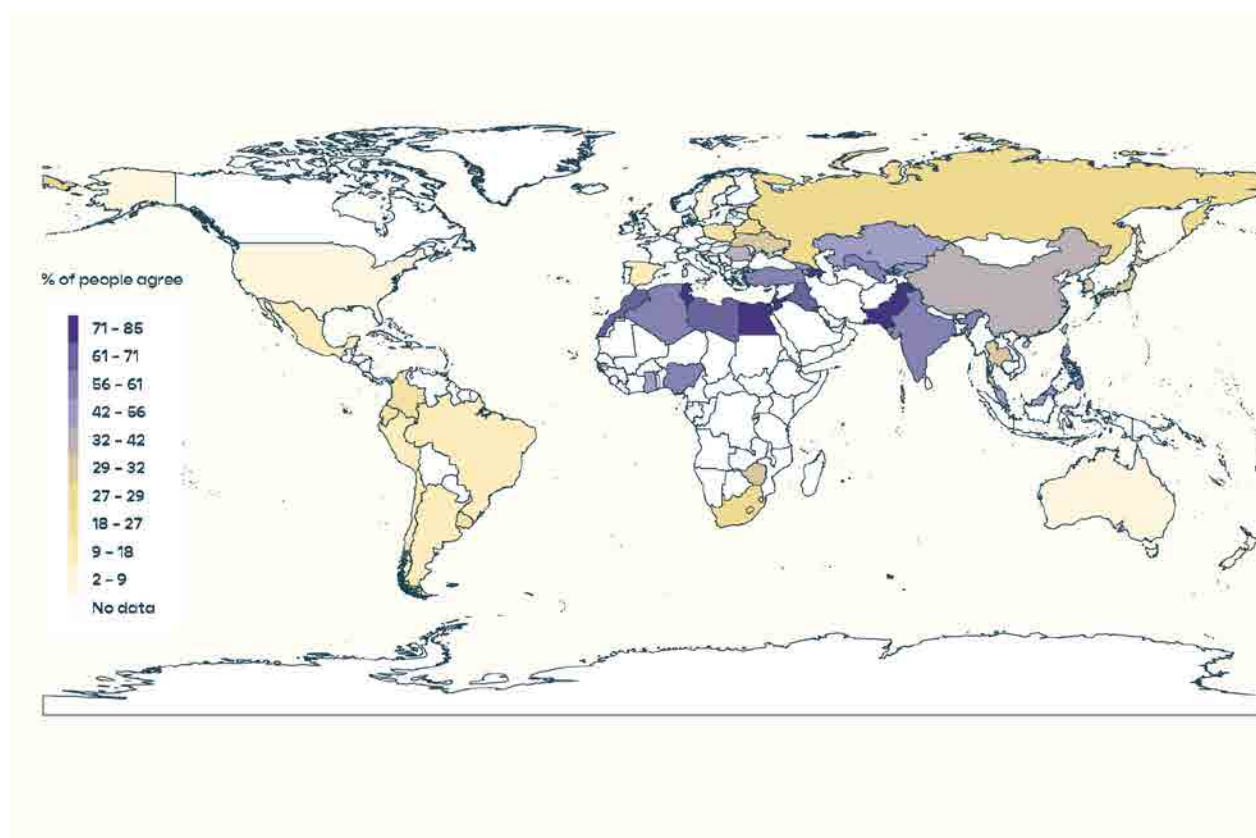 % of people agree
71 – 85
61 – 71
56 – 61
42 – 56
32 – 42
29 – 32
27 – 29
18 – 27
9 – 18
2 – 9
No data